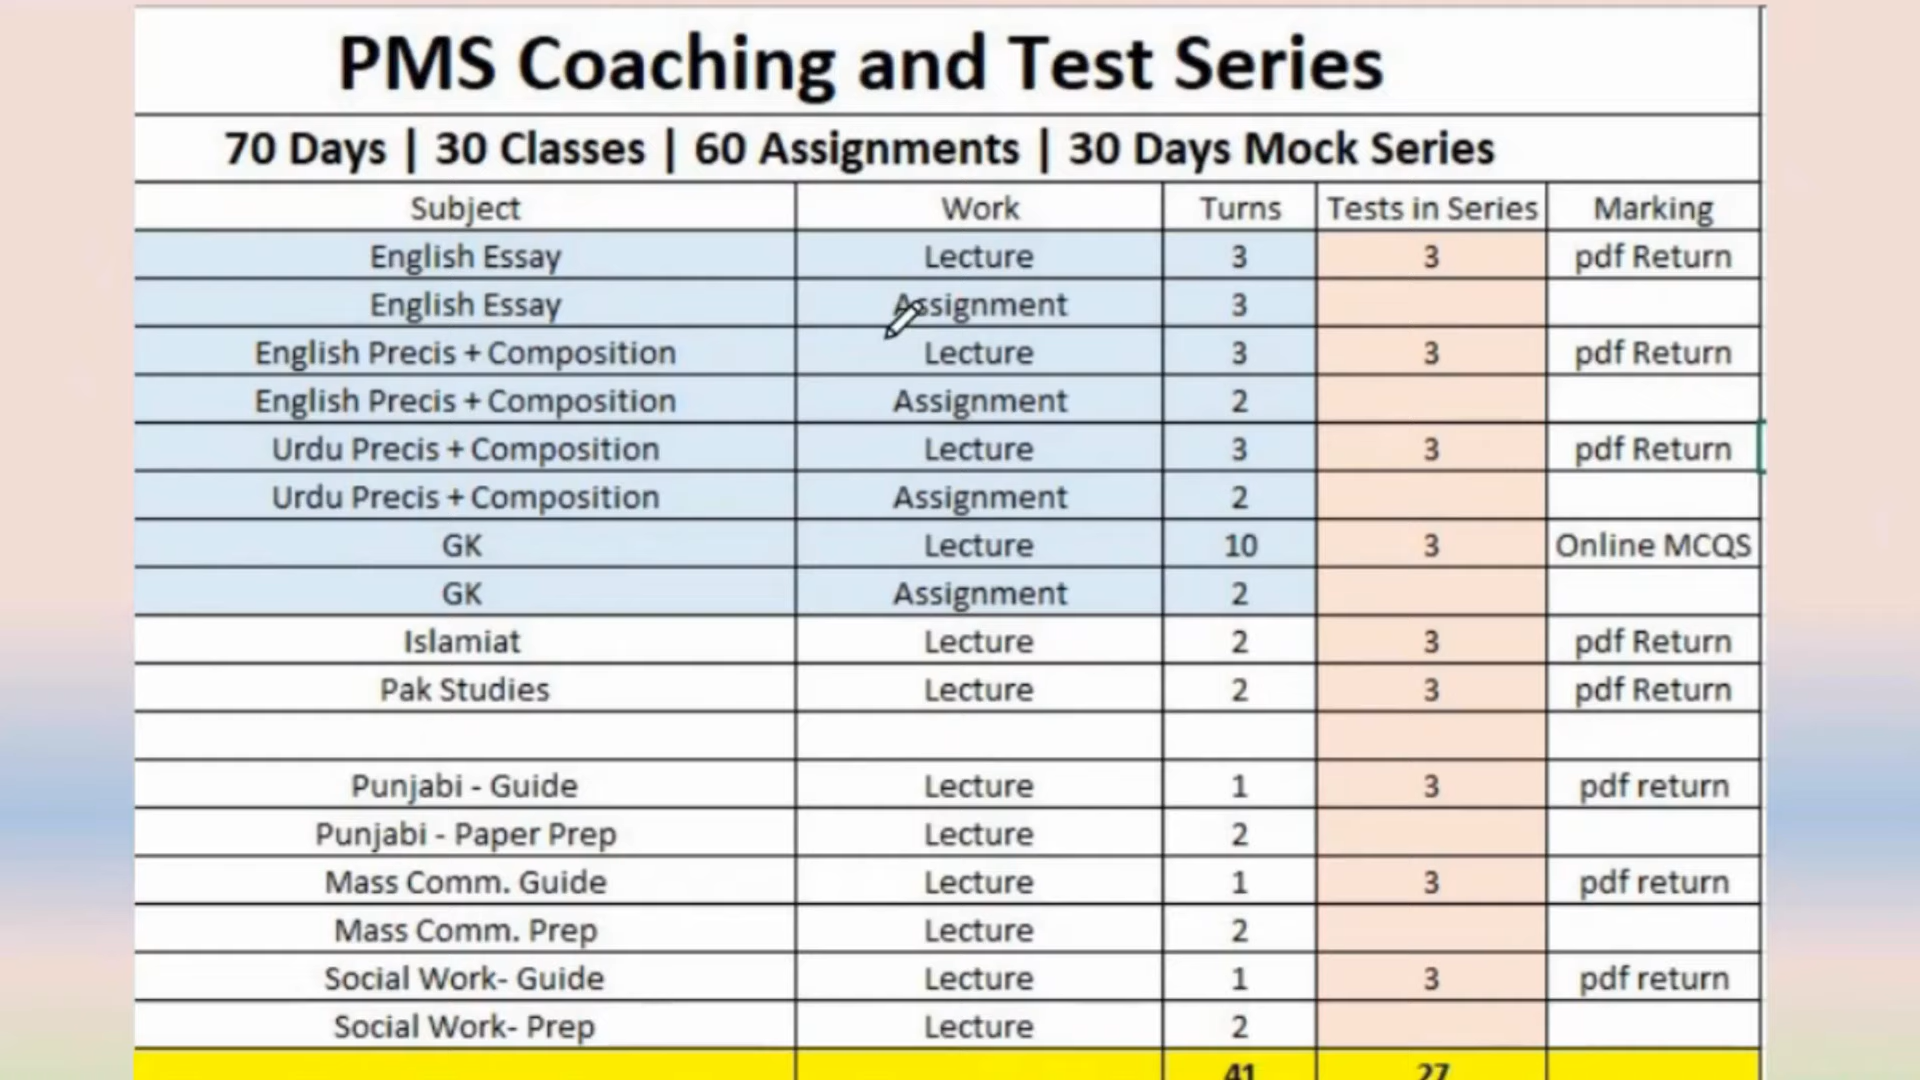 PMS Coaching and Test Series
70 Days | 30 Classes | 60 Assignments | 30 Days Mock Series
Subject Work Turns Tests in Series Marking
English Essay Lecture 3 3 pdf Return
English Essay Assignment 3
English Precis + Composition Lecture 3 3 pdf Return
English Precis + Composition Assignment 2
Urdu Precis + Composition Lecture 3 3 pdf Return
Urdu Precis + Composition Assignment 2
GK Lecture 10 3 Online MCQS
GK Assignment 2
Islamiat Lecture 2 3 pdf Return
Pak Studies Lecture 2 3 pdf Return
Punjabi - Guide Lecture 1 3 pdf return
Punjabi - Paper Prep Lecture 2
Mass Comm. Guide Lecture 1 3 pdf return
Mass Comm. Prep Lecture 2
Social Work- Guide Lecture 1 3 pdf return
Social Work- Prep Lecture 2
41 27